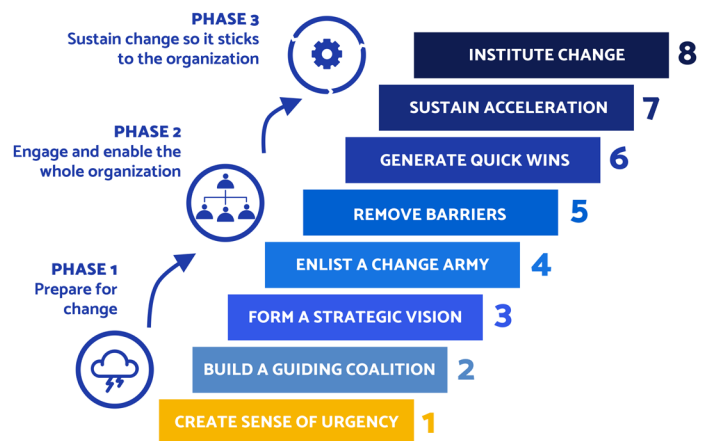 PHASE 3
Sustain change so it sticks
to the organization
INSTITUTE CHANGE 8
SUSTAIN ACCELERATION 7
PHASE 2
Engage and enable the
whole organization
GENERATE QUICK WINS 6
REMOVE BARRIERS 5
ENLIST A CHANGE ARMY 4
PHASE 1
Prepare for
change
FORM A STRATEGIC VISION 3
BUILD A GUIDING COALITION 2
CREATE SENSE OF URGENCY 1